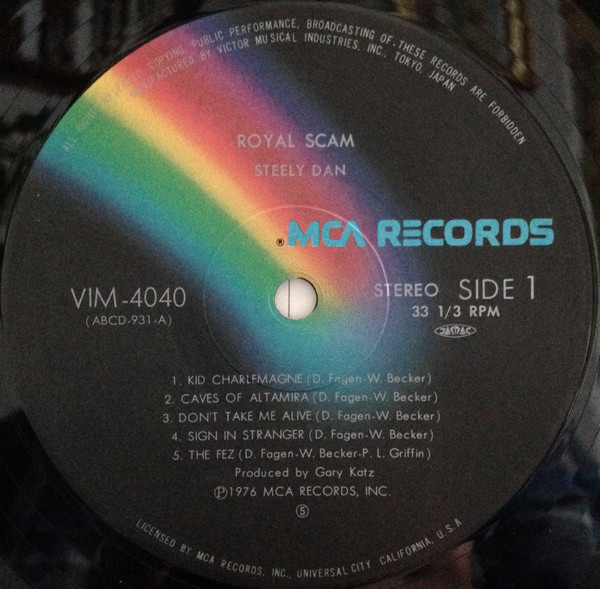 ALL RIGHTS RESERVED. COPYING, PUBLIC PERFORMANCE, BROADCASTING OF THESE RECORDS ARE FORBIDDEN
MANUFACTURED BY VICTOR MUSICAL INDUSTRIES, INC., TOKYO, JAPAN
ROYAL SCAM
STEELY DAN
® MCA RECORDS
VIM-4040
(ABCD-931-A)
STEREO SIDE 1
33 1/3 RPM
JASRAC
1. KID CHARLEMAGNE (D. Fagen-W. Becker)
2. CAVES OF ALTAMIRA (D. Fagen-W. Becker)
3. DON'T TAKE ME ALIVE (D. Fagen-W. Becker)
4. SIGN IN STRANGER (D. Fagen-W. Becker)
5. THE FEZ (D. Fagen-W. Becker-P. L. Griffin)
Produced by Gary Katz
Ⓟ1976 MCA RECORDS, INC.
⑤
LICENSED BY MCA RECORDS, INC., UNIVERSAL CITY, CALIFORNIA, U.S.A